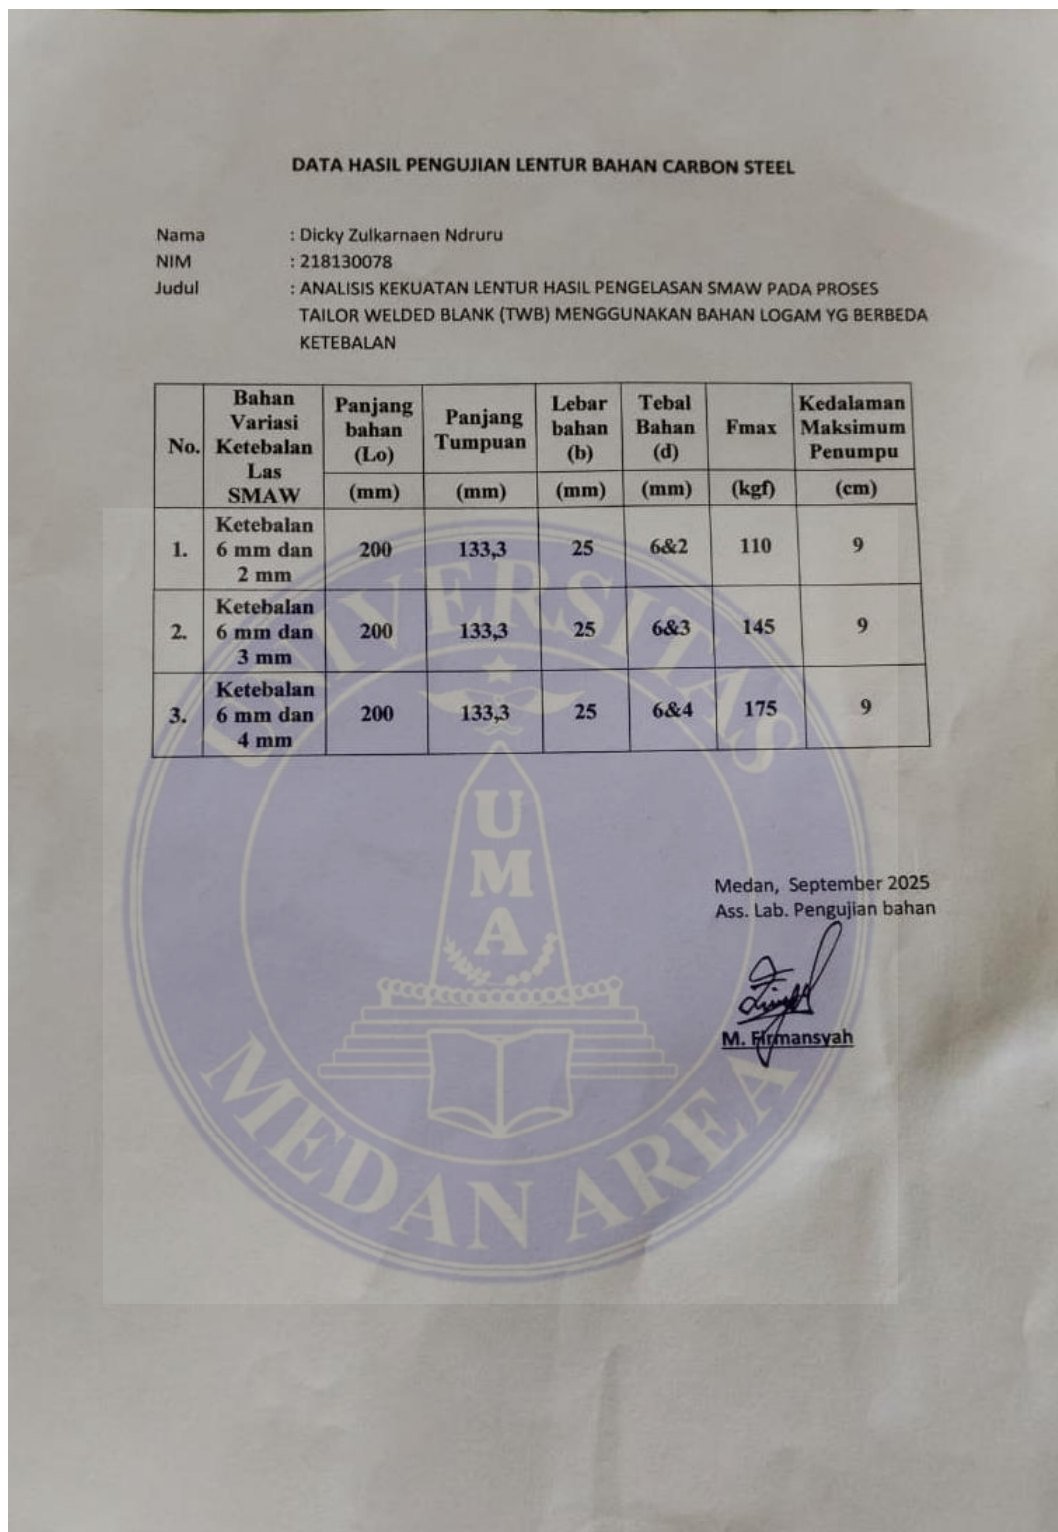 DATA HASIL PENGUJIAN LENTUR BAHAN CARBON STEEL
Nama : Dicky Zulkarnaen Ndruru
NIM : 218130078
Judul : ANALISIS KEKUATAN LENTUR HASIL PENGELASAN SMAW PADA PROSES
TAILOR WELDED BLANK (TWB) MENGGUNAKAN BAHAN LOGAM YG BERBEDA
KETEBALAN
No. Bahan Variasi Ketebalan Las SMAW Panjang bahan (Lo) Panjang Tumpuan Lebar bahan (b) Tebal Bahan (d) Fmax Kedalaman Maksimum Penumpu
(mm) (mm) (mm) (mm) (kgf) (cm)
1. Ketebalan 6 mm dan 2 mm 200 133,3 25 6&2 110 9
2. Ketebalan 6 mm dan 3 mm 200 133,3 25 6&3 145 9
3. Ketebalan 6 mm dan 4 mm 200 133,3 25 6&4 175 9
UNIVERSITAS
UMA
MEDAN AREA
Medan, September 2025
Ass. Lab. Pengujian bahan
M. Firmansyah